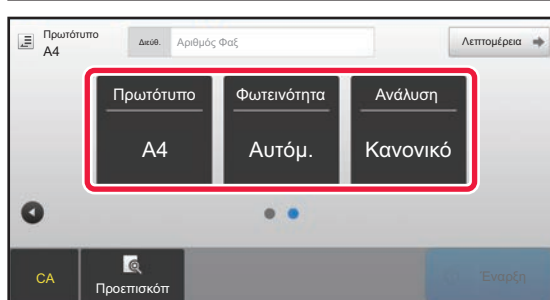 Πρωτότυπο
A4
Διεύθ.
Αριθμός Φαξ
Λεπτομέρεια
Πρωτότυπο
A4
Φωτεινότητα
Αυτόμ.
Ανάλυση
Κανονικό
CA
Προεπισκόπ
Έναρξη